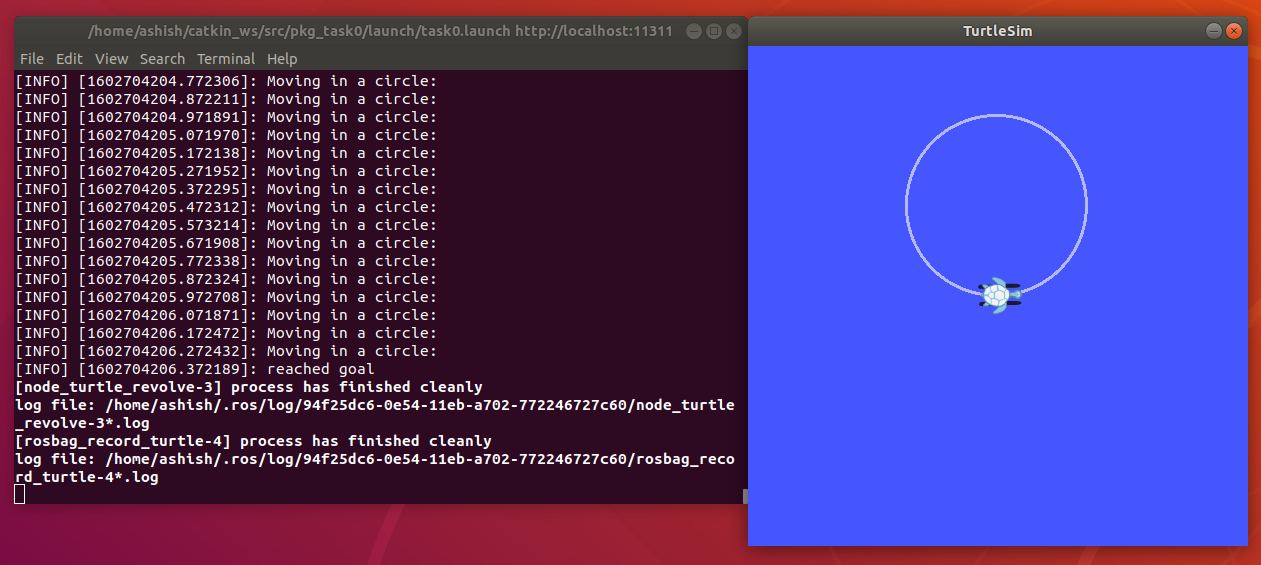 /home/ashish/catkin_ws/src/pkg_task0/launch/task0.launch http://localhost:11311
File Edit View Search Terminal Help
[INFO] [1602704204.772306]: Moving in a circle:
[INFO] [1602704204.872211]: Moving in a circle:
[INFO] [1602704204.971891]: Moving in a circle:
[INFO] [1602704205.071970]: Moving in a circle:
[INFO] [1602704205.172138]: Moving in a circle:
[INFO] [1602704205.271952]: Moving in a circle:
[INFO] [1602704205.372295]: Moving in a circle:
[INFO] [1602704205.472312]: Moving in a circle:
[INFO] [1602704205.573214]: Moving in a circle:
[INFO] [1602704205.671908]: Moving in a circle:
[INFO] [1602704205.772338]: Moving in a circle:
[INFO] [1602704205.872324]: Moving in a circle:
[INFO] [1602704205.972708]: Moving in a circle:
[INFO] [1602704206.071871]: Moving in a circle:
[INFO] [1602704206.172472]: Moving in a circle:
[INFO] [1602704206.272432]: Moving in a circle:
[INFO] [1602704206.372189]: reached goal
[node_turtle_revolve-3] process has finished cleanly
log file: /home/ashish/.ros/log/94f25dc6-0e54-11eb-a702-772246727c60/node_turtle
_revolve-3*.log
[rosbag_record_turtle-4] process has finished cleanly
log file: /home/ashish/.ros/log/94f25dc6-0e54-11eb-a702-772246727c60/rosbag_reco
rd_turtle-4*.log
TurtleSim